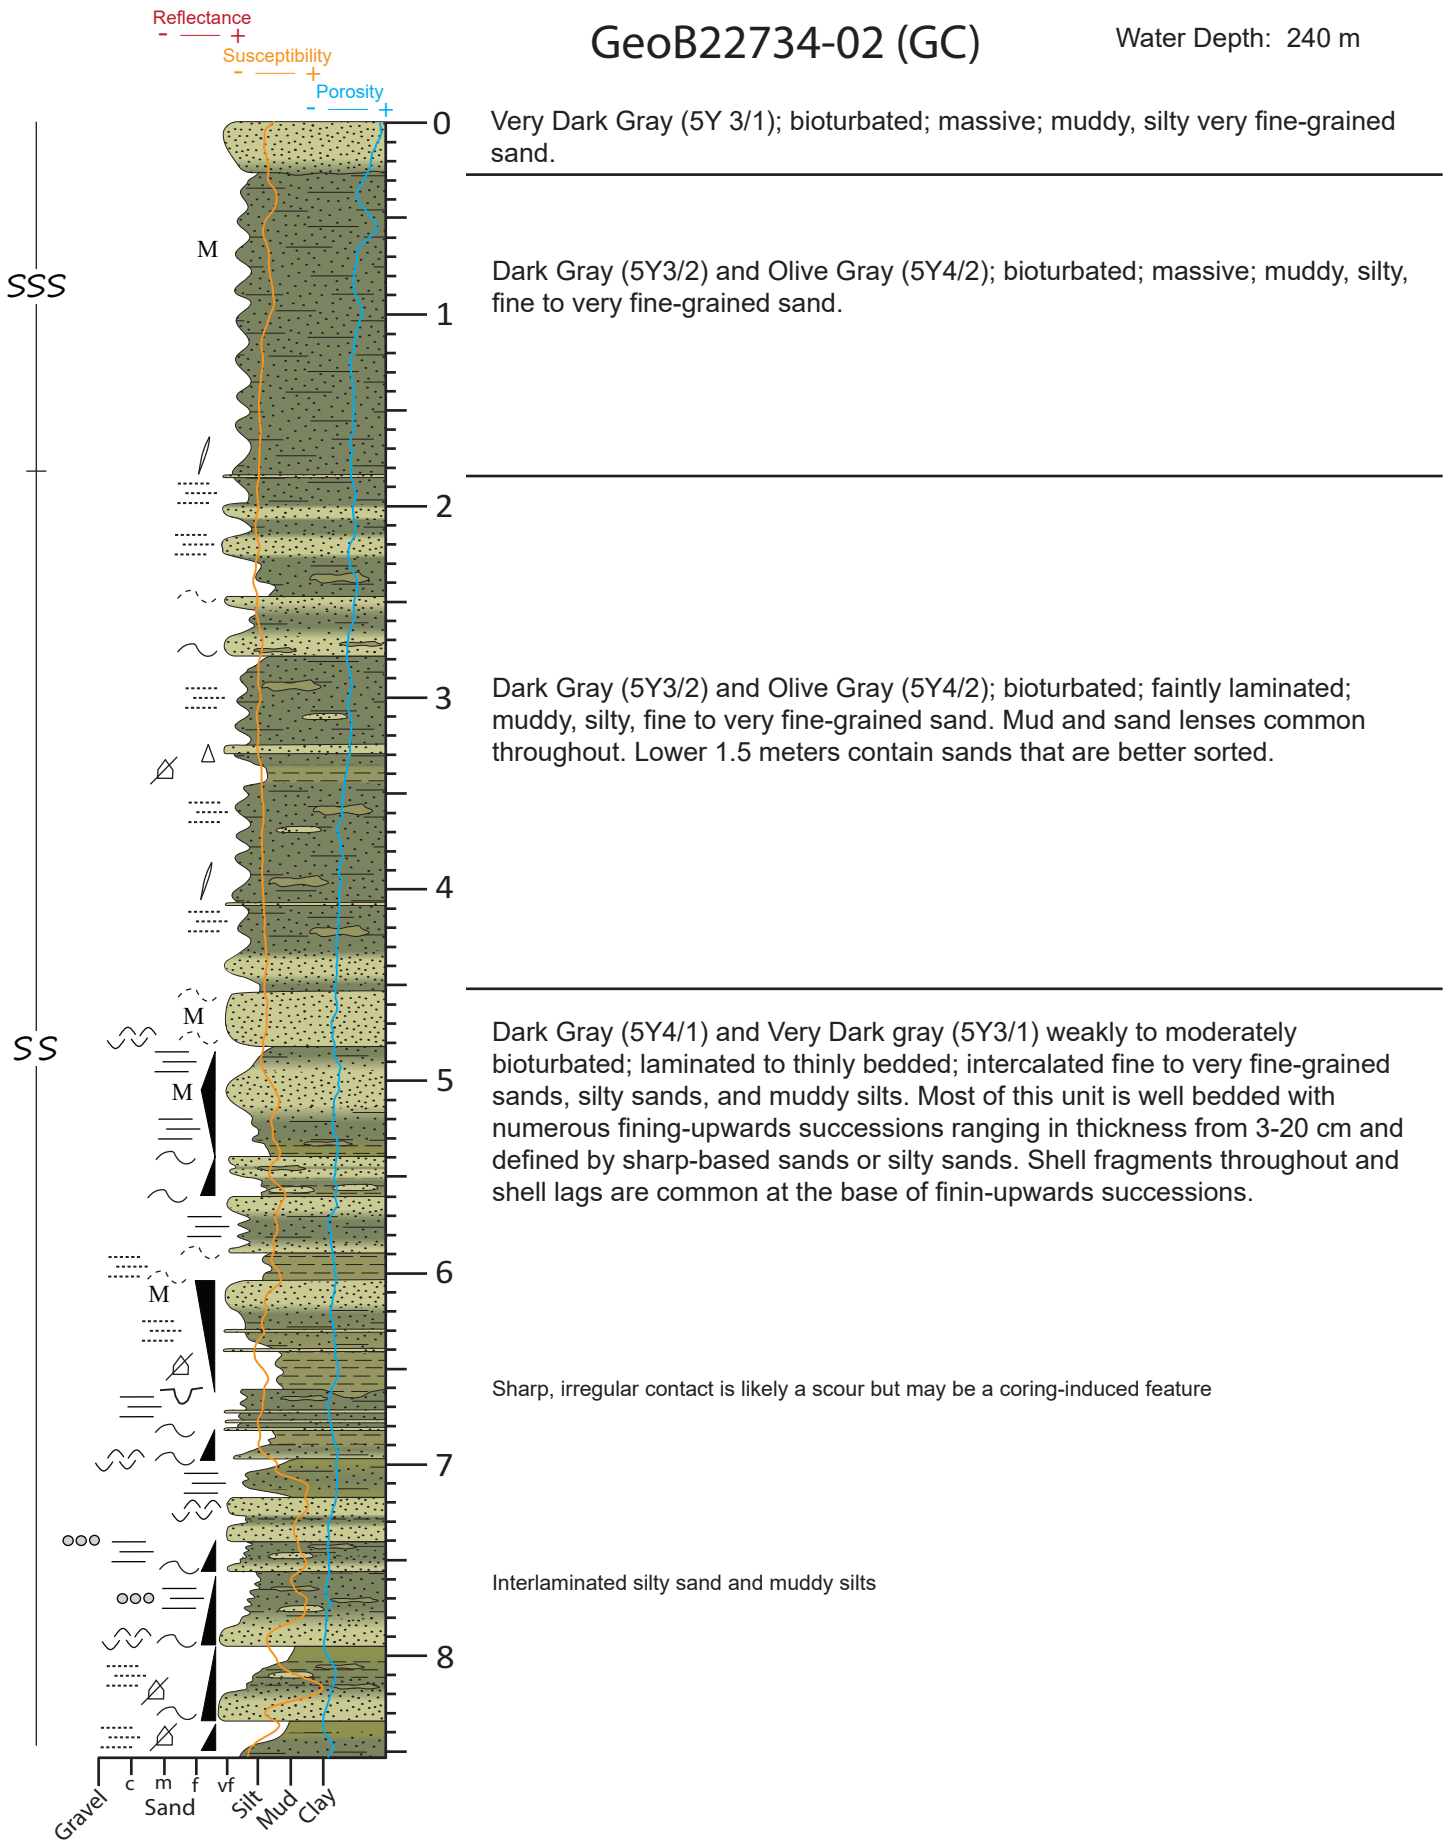 Reflectance
- +
GeoB22734-02 (GC)
Water Depth: 240 m
Susceptibility
- +
Porosity
- +
0
Very Dark Gray (5Y 3/1); bioturbated; massive; muddy, silty very fine-grained
sand.
M
Dark Gray (5Y3/2) and Olive Gray (5Y4/2); bioturbated; massive; muddy, silty,
fine to very fine-grained sand.
SSS
1
2
3
Dark Gray (5Y3/2) and Olive Gray (5Y4/2); bioturbated; faintly laminated;
muddy, silty, fine to very fine-grained sand. Mud and sand lenses common
throughout. Lower 1.5 meters contain sands that are better sorted.
4
M
SS
Dark Gray (5Y4/1) and Very Dark gray (5Y3/1) weakly to moderately
bioturbated; laminated to thinly bedded; intercalated fine to very fine-grained
sands, silty sands, and muddy silts. Most of this unit is well bedded with
numerous fining-upwards successions ranging in thickness from 3-20 cm and
defined by sharp-based sands or silty sands. Shell fragments throughout and
shell lags are common at the base of finin-upwards successions.
5
M
6
M
Sharp, irregular contact is likely a scour but may be a coring-induced feature
7
Interlaminated silty sand and muddy silts
8
Gravel c m f vf Silt Mud Clay
Sand